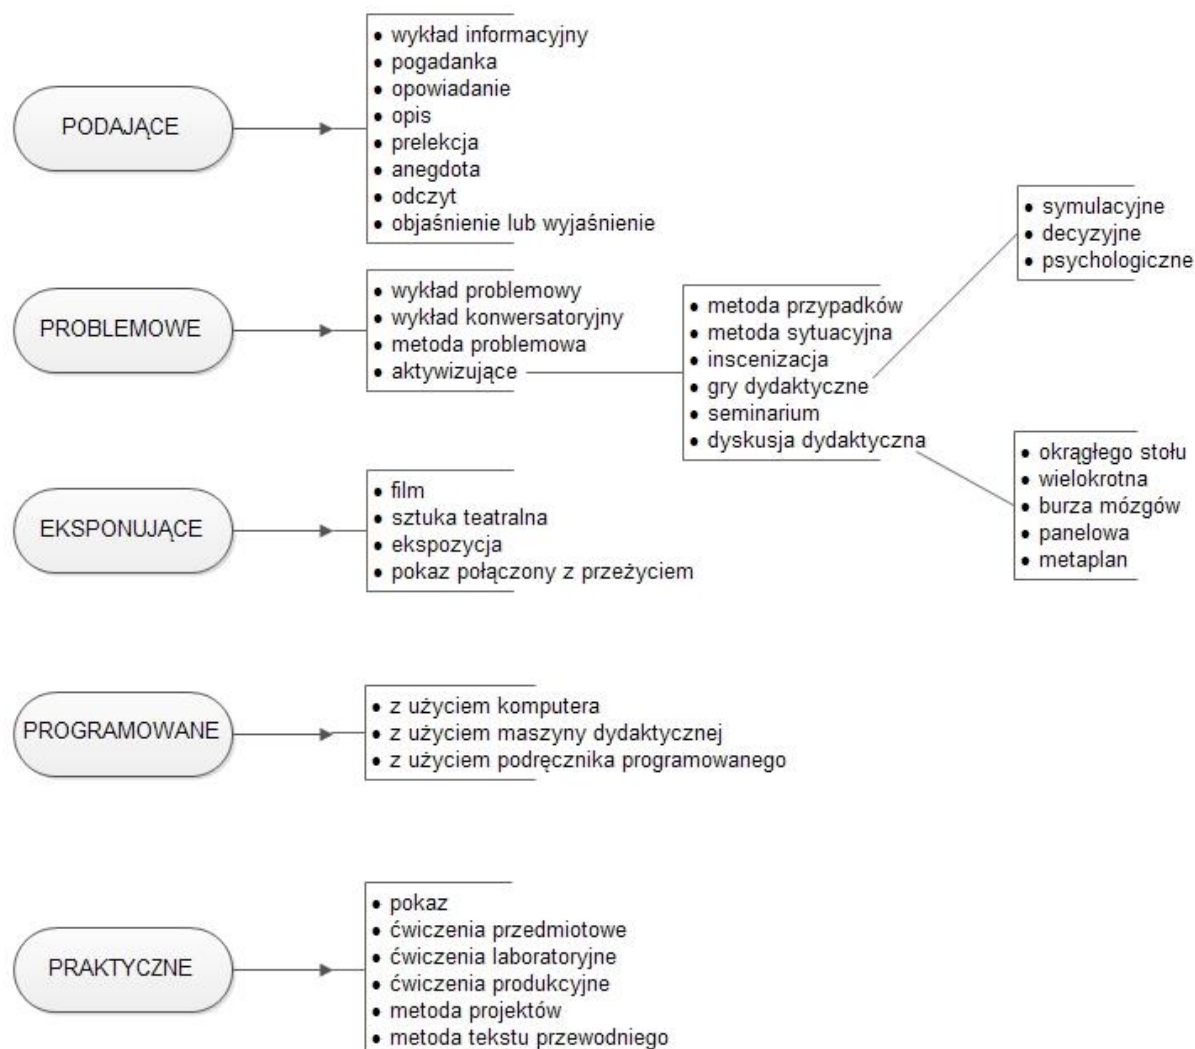 PODAJĄCE
• wykład informacyjny
• pogadanka
• opowiadanie
• opis
• prelekcja
• anegdota
• odczyt
• objaśnienie lub wyjaśnienie
PROBLEMOWE
• wykład problemowy
• wykład konwersatoryjny
• metoda problemowa
• aktywizujące
• metoda przypadków
• metoda sytuacyjna
• inscenizacja
• gry dydaktyczne
• seminarium
• dyskusja dydaktyczna
• symulacyjne
• decyzyjne
• psychologiczne
• okrągłego stołu
• wielokrotna
• burza mózgów
• panelowa
• metaplan
EKSPONUJĄCE
• film
• sztuka teatralna
• ekspozycja
• pokaz połączony z przeżyciem
PROGRAMOWANE
• z użyciem komputera
• z użyciem maszyny dydaktycznej
• z użyciem podręcznika programowanego
PRAKTYCZNE
• pokaz
• ćwiczenia przedmiotowe
• ćwiczenia laboratoryjne
• ćwiczenia produkcyjne
• metoda projektów
• metoda tekstu przewodniego